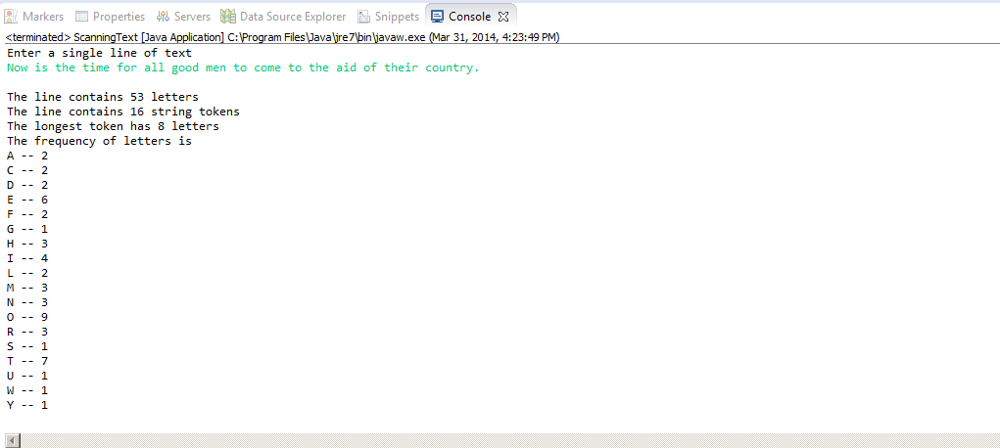 Markers Properties Servers Data Source Explorer Snippets Console
<terminated> ScanningText [Java Application] C:\Program Files\Java\jre7\bin\javaw.exe (Mar 31, 2014, 4:23:49 PM)
Enter a single line of text
Now is the time for all good men to come to the aid of their country.
The line contains 53 letters
The line contains 16 string tokens
The longest token has 8 letters
The frequency of letters is
A -- 2
C -- 2
D -- 2
E -- 6
F -- 2
G -- 1
H -- 3
I -- 4
L -- 2
M -- 3
N -- 3
O -- 9
R -- 3
S -- 1
T -- 7
U -- 1
W -- 1
Y -- 1